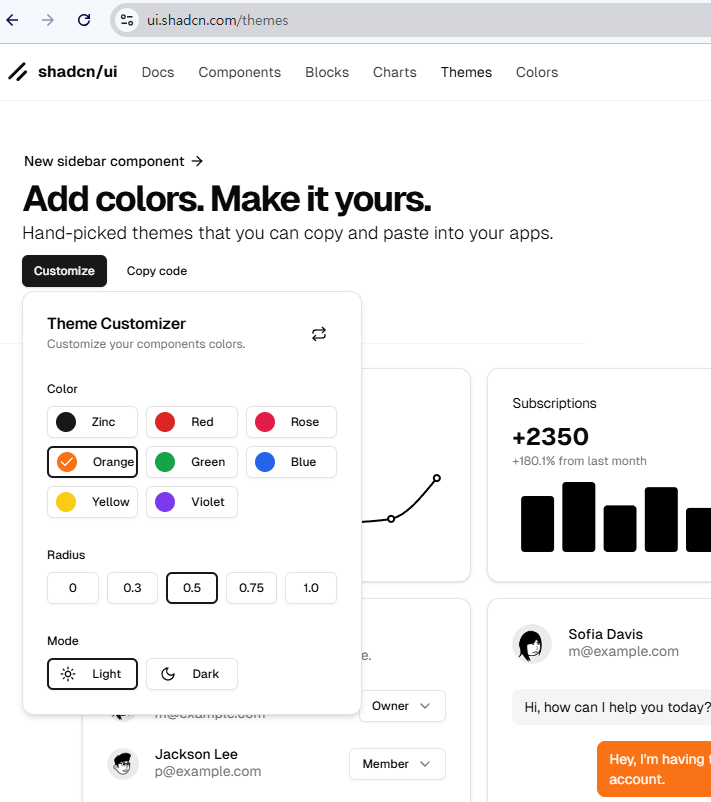 ui.shadcn.com/themes
shadcn/ui Docs Components Blocks Charts Themes Colors
New sidebar component →
Add colors. Make it yours.
Hand-picked themes that you can copy and paste into your apps.
Customize Copy code
Theme Customizer
Customize your components colors.
Color
Zinc Red Rose
Orange Green Blue
Yellow Violet
Radius
0 0.3 0.5 0.75 1.0
Mode
Light Dark
Subscriptions
+2350
+180.1% from last month
e.
m@example.com
Owner
Jackson Lee
p@example.com
Member
Sofia Davis
m@example.com
Hi, how can I help you today?
Hey, I'm having
account.